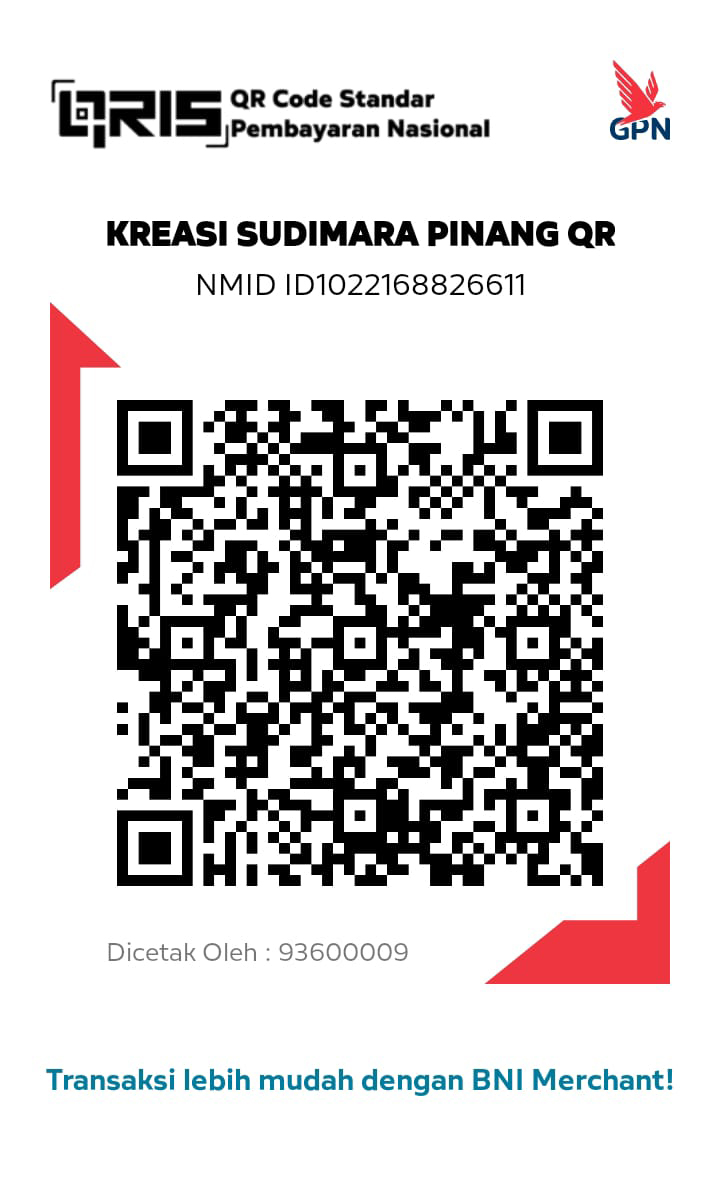 QRIS QR Code Standar
Pembayaran Nasional
GPN
KREASI SUDIMARA PINANG QR
NMID ID1022168826611
Dicetak Oleh : 93600009
Transaksi lebih mudah dengan BNI Merchant!